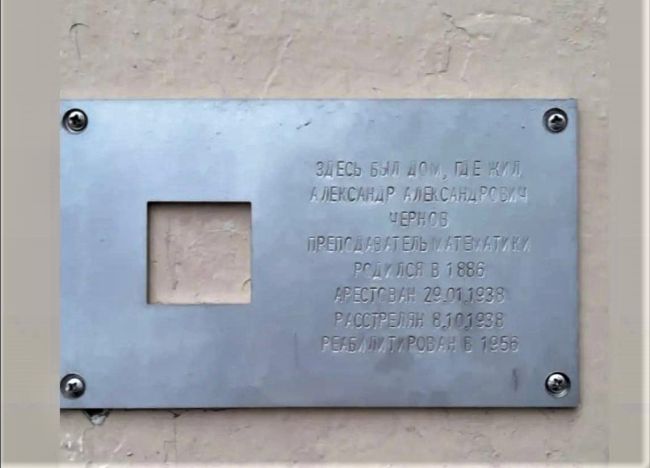 ЗДЕСЬ БЫЛ ДОМ, ГДЕ ЖИЛ
АЛЕКСАНДР АЛЕКСАНДРОВИЧ
ЧЕРНОВ
ПРЕПОДАВАТЕЛЬ МАТЕМАТИКИ
РОДИЛСЯ В 1886
АРЕСТОВАН 29.01.1938
РАССТРЕЛЯН 8.10.1938
РЕАБИЛИТИРОВАН В 1956